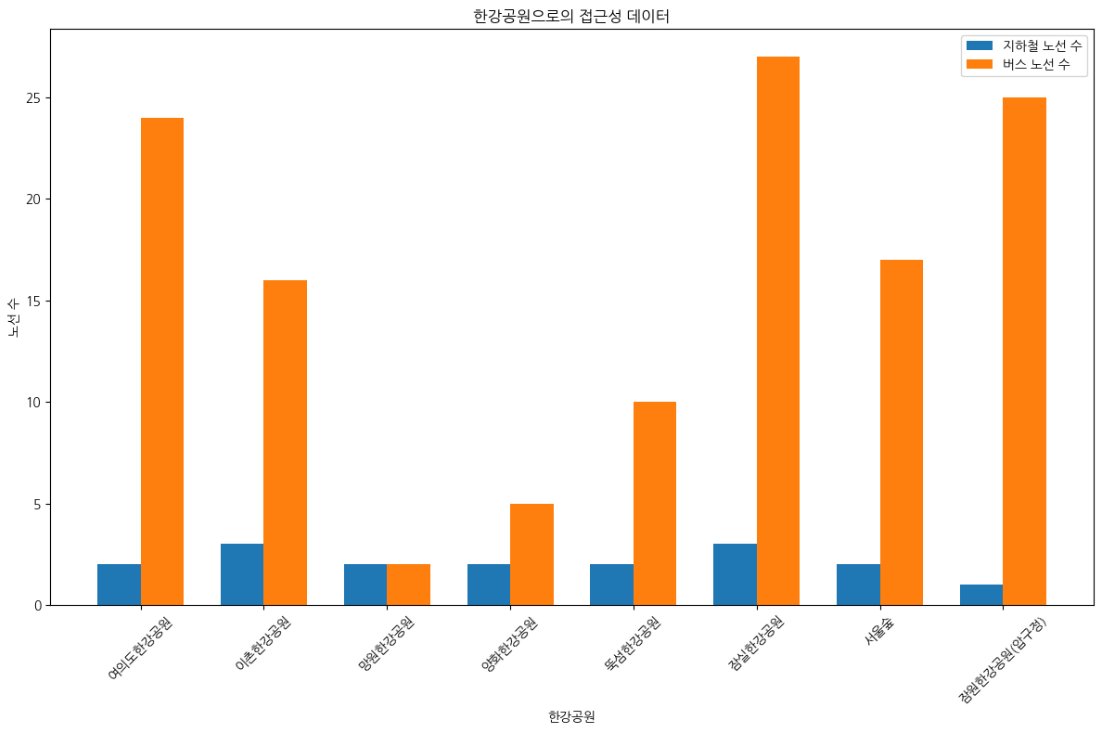 한강공원으로의 접근성 데이터
지하철 노선 수
버스 노선 수
노선 수
25
20
15
10
5
0
여의도한강공원
이촌한강공원
망원한강공원
양화한강공원
뚝섬한강공원
잠실한강공원
서울숲
잠원한강공원(압구정)
한강공원